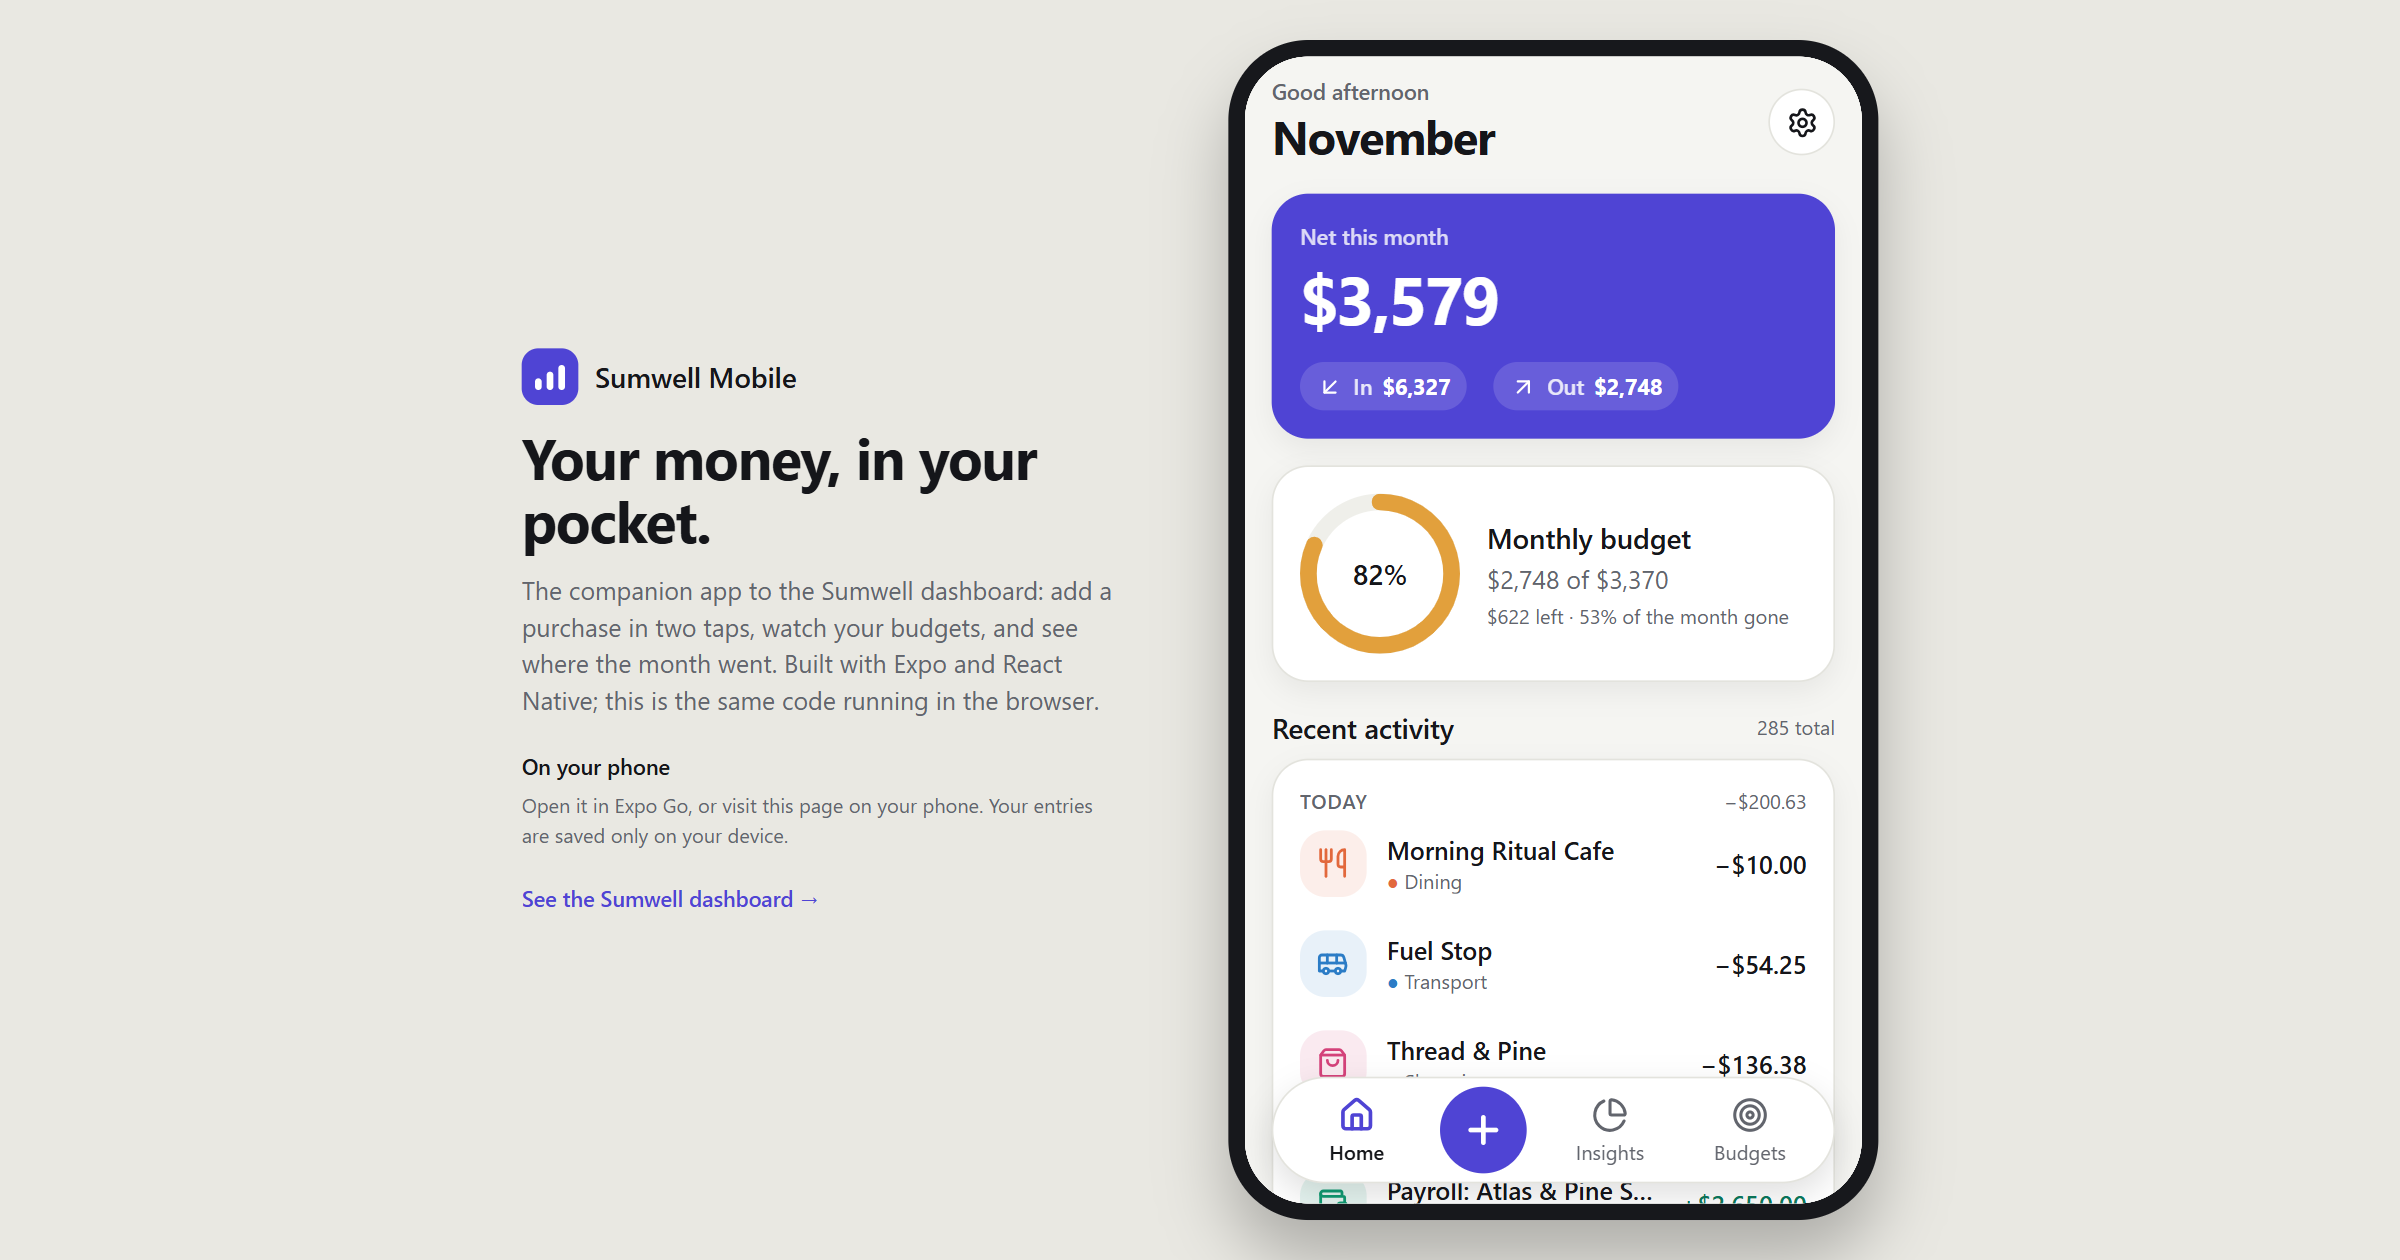 Sumwell Mobile
Your money, in your
pocket.
The companion app to the Sumwell dashboard: add a
purchase in two taps, watch your budgets, and see
where the month went. Built with Expo and React
Native; this is the same code running in the browser.
On your phone
Open it in Expo Go, or visit this page on your phone. Your entries
are saved only on your device.
See the Sumwell dashboard →
Good afternoon
November
Net this month
$3,579
In $6,327
Out $2,748
82%
Monthly budget
$2,748 of $3,370
$622 left · 53% of the month gone
Recent activity
285 total
TODAY
−$200.63
Morning Ritual Cafe
−$10.00
Dining
Fuel Stop
−$54.25
Transport
Thread & Pine
−$136.38
Home
Insights
Budgets
Payroll: Atlas & Pine S...